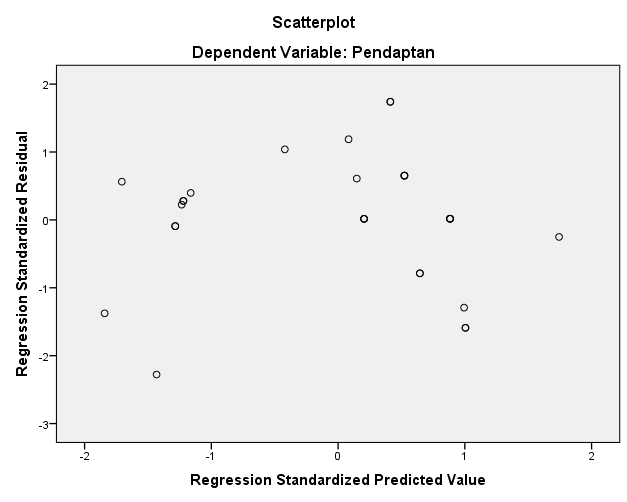 Scatterplot
Dependent Variable: Pendaptan
Regression Standardized Residual
2
1
0
-1
-2
-3
-2
-1
0
1
2
Regression Standardized Predicted Value